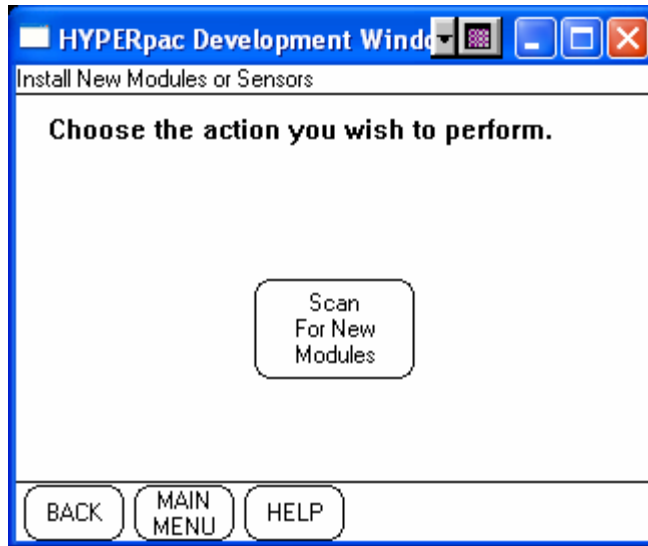 HYPERpac Development Windo
Install New Modules or Sensors
Choose the action you wish to perform.
Scan
For New
Modules
BACK
MAIN
MENU
HELP